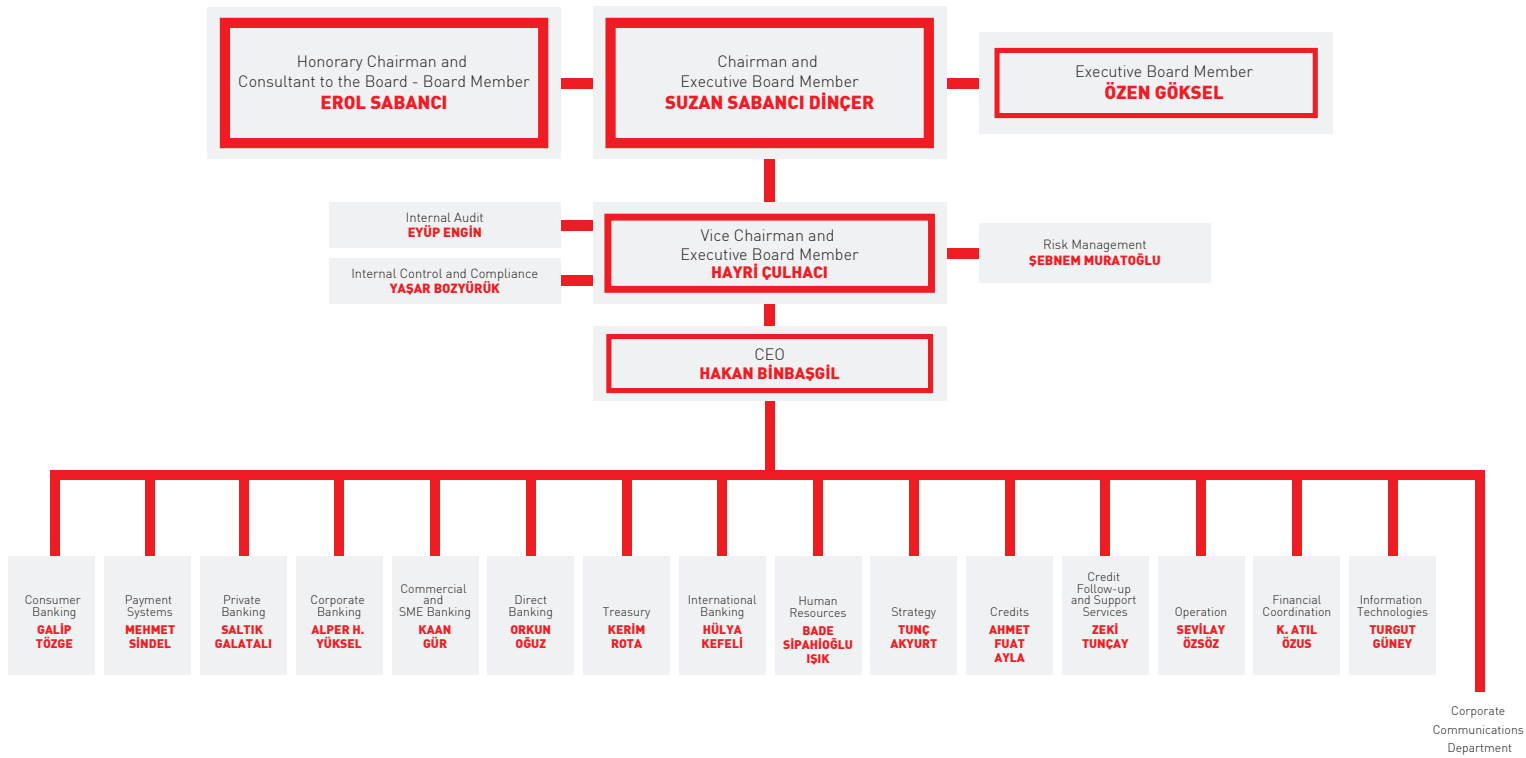 Honorary Chairman and
Consultant to the Board - Board Member
EROL SABANCI
Chairman and
Executive Board Member
SUZAN SABANCI DİNÇER
Executive Board Member
ÖZEN GÖKSEL
Internal Audit
EYÜP ENGİN
Internal Control and Compliance
YAŞAR BOZYÜRÜK
Vice Chairman and
Executive Board Member
HAYRİ ÇULHACI
Risk Management
ŞEBNEM MURATOĞLU
CEO
HAKAN BİNBAŞGİL
Consumer
Banking
GALİP
TÖZGE
Payment
Systems
MEHMET
SİNDEL
Private
Banking
SALTIK
GALATALI
Corporate
Banking
ALPER H.
YÜKSEL
Commercial
and
SME Banking
KAAN
GÜR
Direct
Banking
ORKUN
OĞUZ
Treasury
KERİM
ROTA
International
Banking
HÜLYA
KEFELİ
Human
Resources
BADE
SİPAHİOĞLU
IŞIK
Strategy
TUNÇ
AKYURT
Credits
AHMET
FUAT
AYLA
Credit
Follow-up
and Support
Services
ZEKİ
TUNÇAY
Operation
SEVİLAY
ÖZSÖZ
Financial
Coordination
K. ATIL
ÖZUS
Information
Technologies
TURGUT
GÜNEY
Corporate
Communications
Department